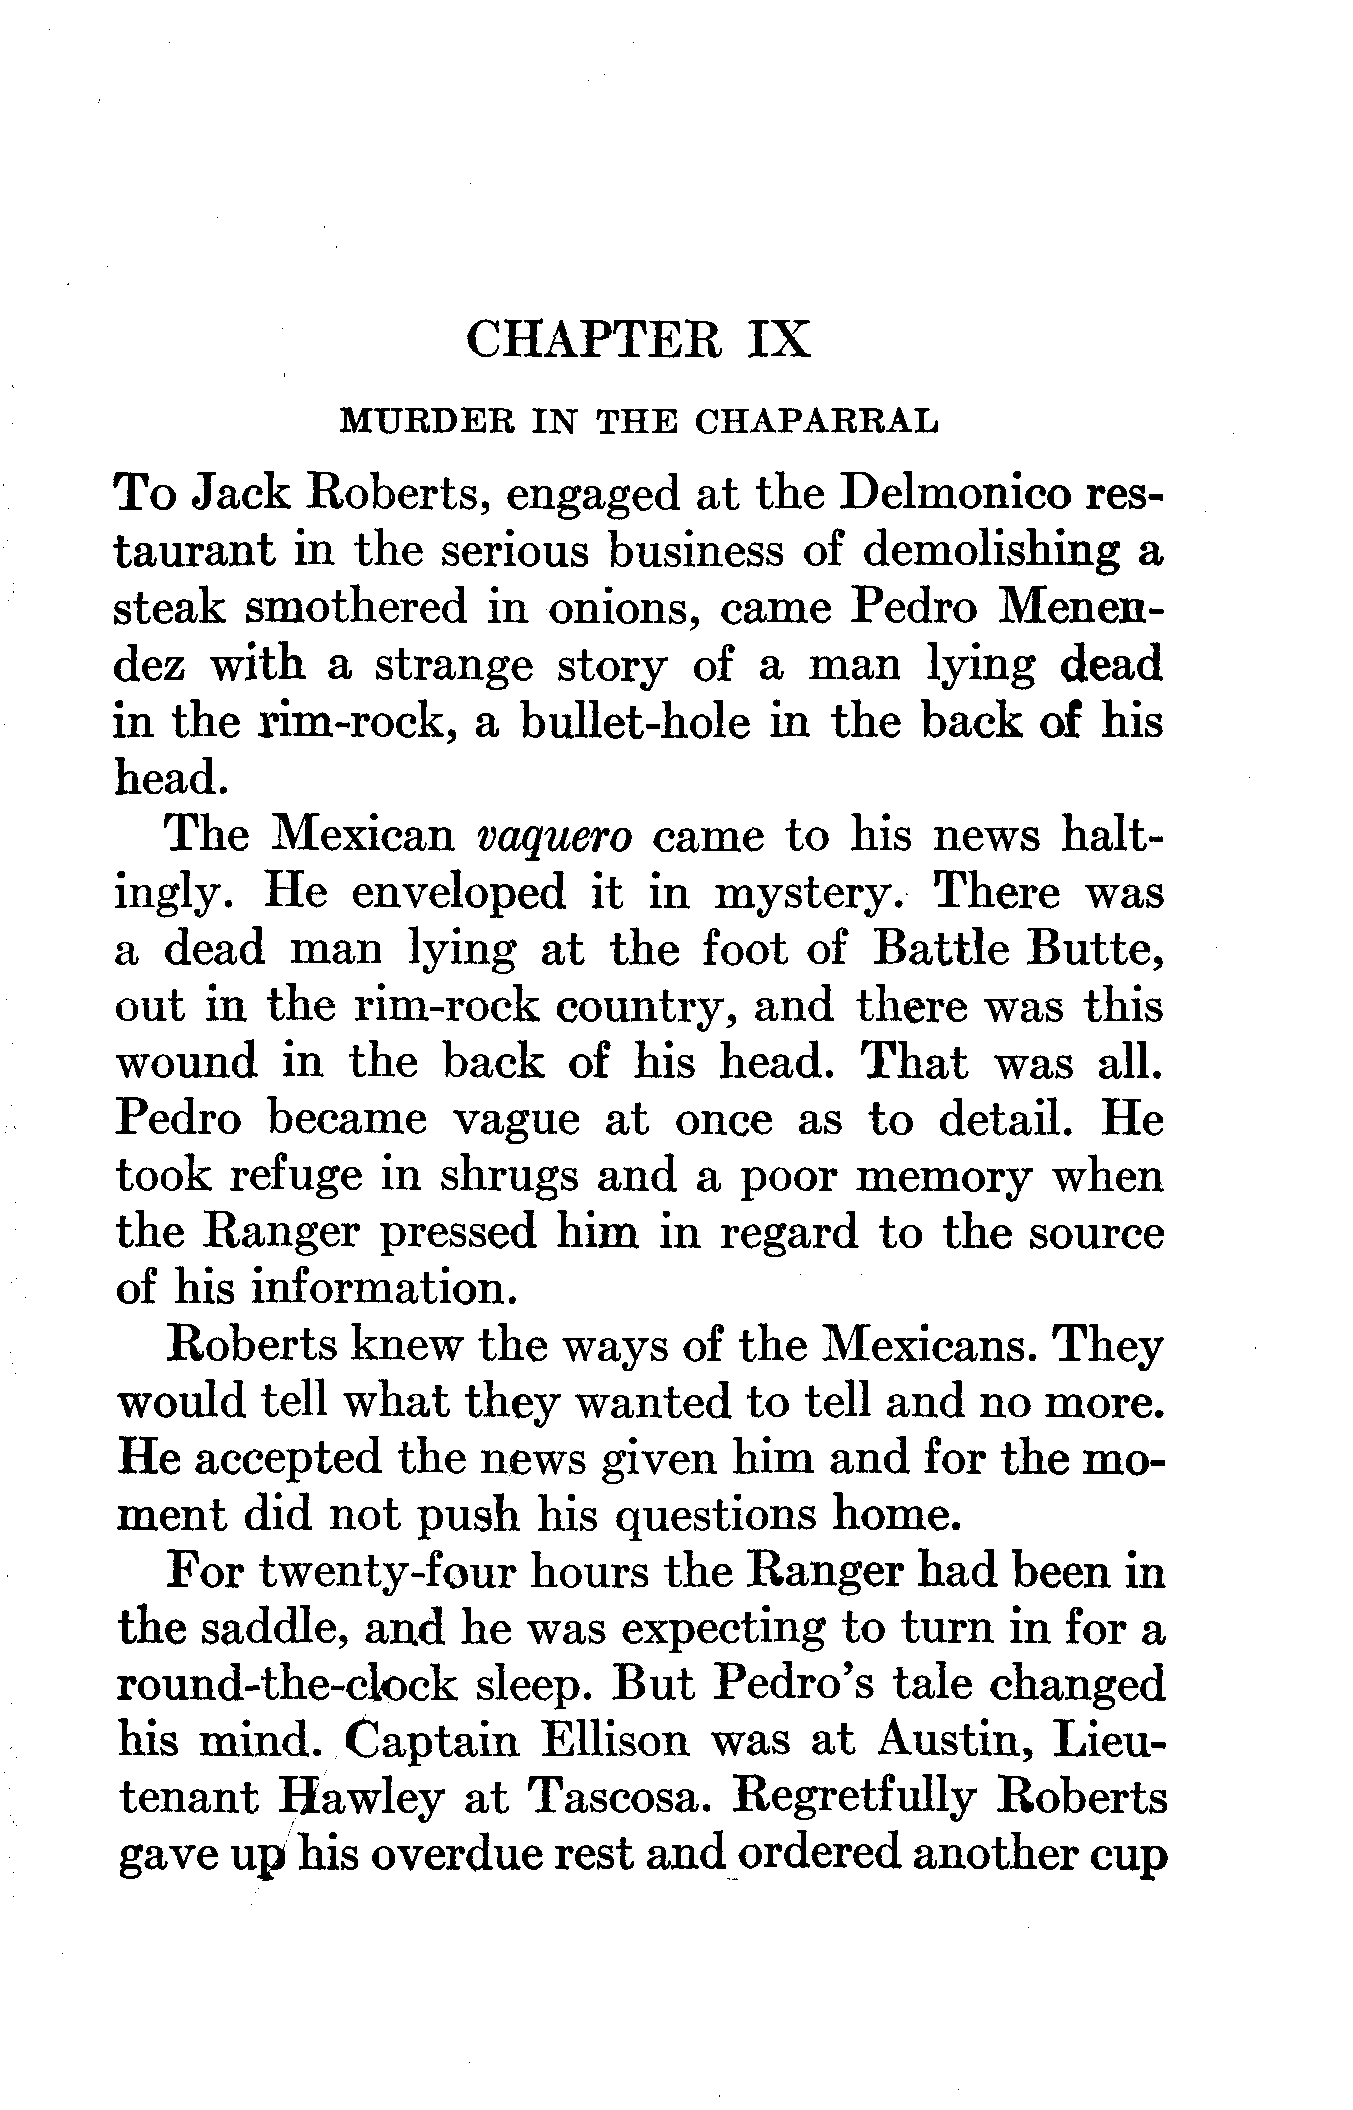 CHAPTER IX
MURDER IN THE CHAPARRAL
To Jack Roberts, engaged at the Delmonico res-
taurant in the serious business of demolishing a
steak smothered in onions, came Pedro Menen-
dez with a strange story of a man lying dead
in the rim-rock, a bullet-hole in the back of his
head.
The Mexican vaquero came to his news halt-
ingly. He enveloped it in mystery. There was
a dead man lying at the foot of Battle Butte,
out in the rim-rock country, and there was this
wound in the back of his head. That was all.
Pedro became vague at once as to detail. He
took refuge in shrugs and a poor memory when
the Ranger pressed him in regard to the source
of his information.
Roberts knew the ways of the Mexicans. They
would tell what they wanted to tell and no more.
He accepted the news given him and for the mo-
ment did not push his questions home.
For twenty-four hours the Ranger had been in
the saddle, and he was expecting to turn in for a
round-the-clock sleep. But Pedro's tale changed
his mind. Captain Ellison was at Austin, Lieu-
tenant Hawley at Tascosa. Regretfully Roberts
gave up his overdue rest and ordered another cup